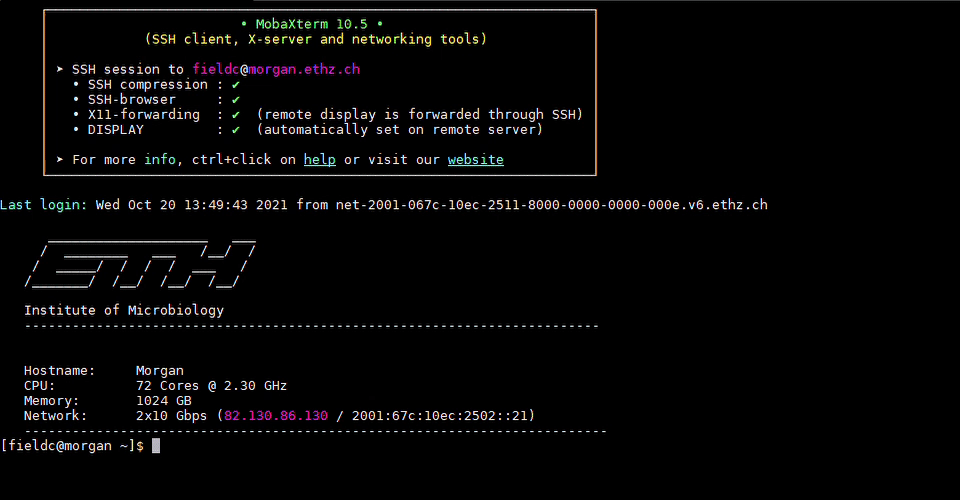 • MobaXterm 10.5 •
(SSH client, X-server and networking tools)
➤ SSH session to fieldc@morgan.ethz.ch
• SSH compression : ✔
• SSH-browser : ✔
• X11-forwarding : ✔ (remote display is forwarded through SSH)
• DISPLAY : ✔ (automatically set on remote server)
➤ For more info, ctrl+click on help or visit our website
Last login: Wed Oct 20 13:49:43 2021 from net-2001-067c-10ec-2511-8000-0000-0000-000e.v6.ethz.ch
ETH
Institute of Microbiology
------------------------------------------------------------------------
Hostname: Morgan
CPU: 72 Cores @ 2.30 GHz
Memory: 1024 GB
Network: 2x10 Gbps (82.130.86.130 / 2001:67c:10ec:2502::21)
-------------------------------------------------------------------------
[fieldc@morgan ~]$